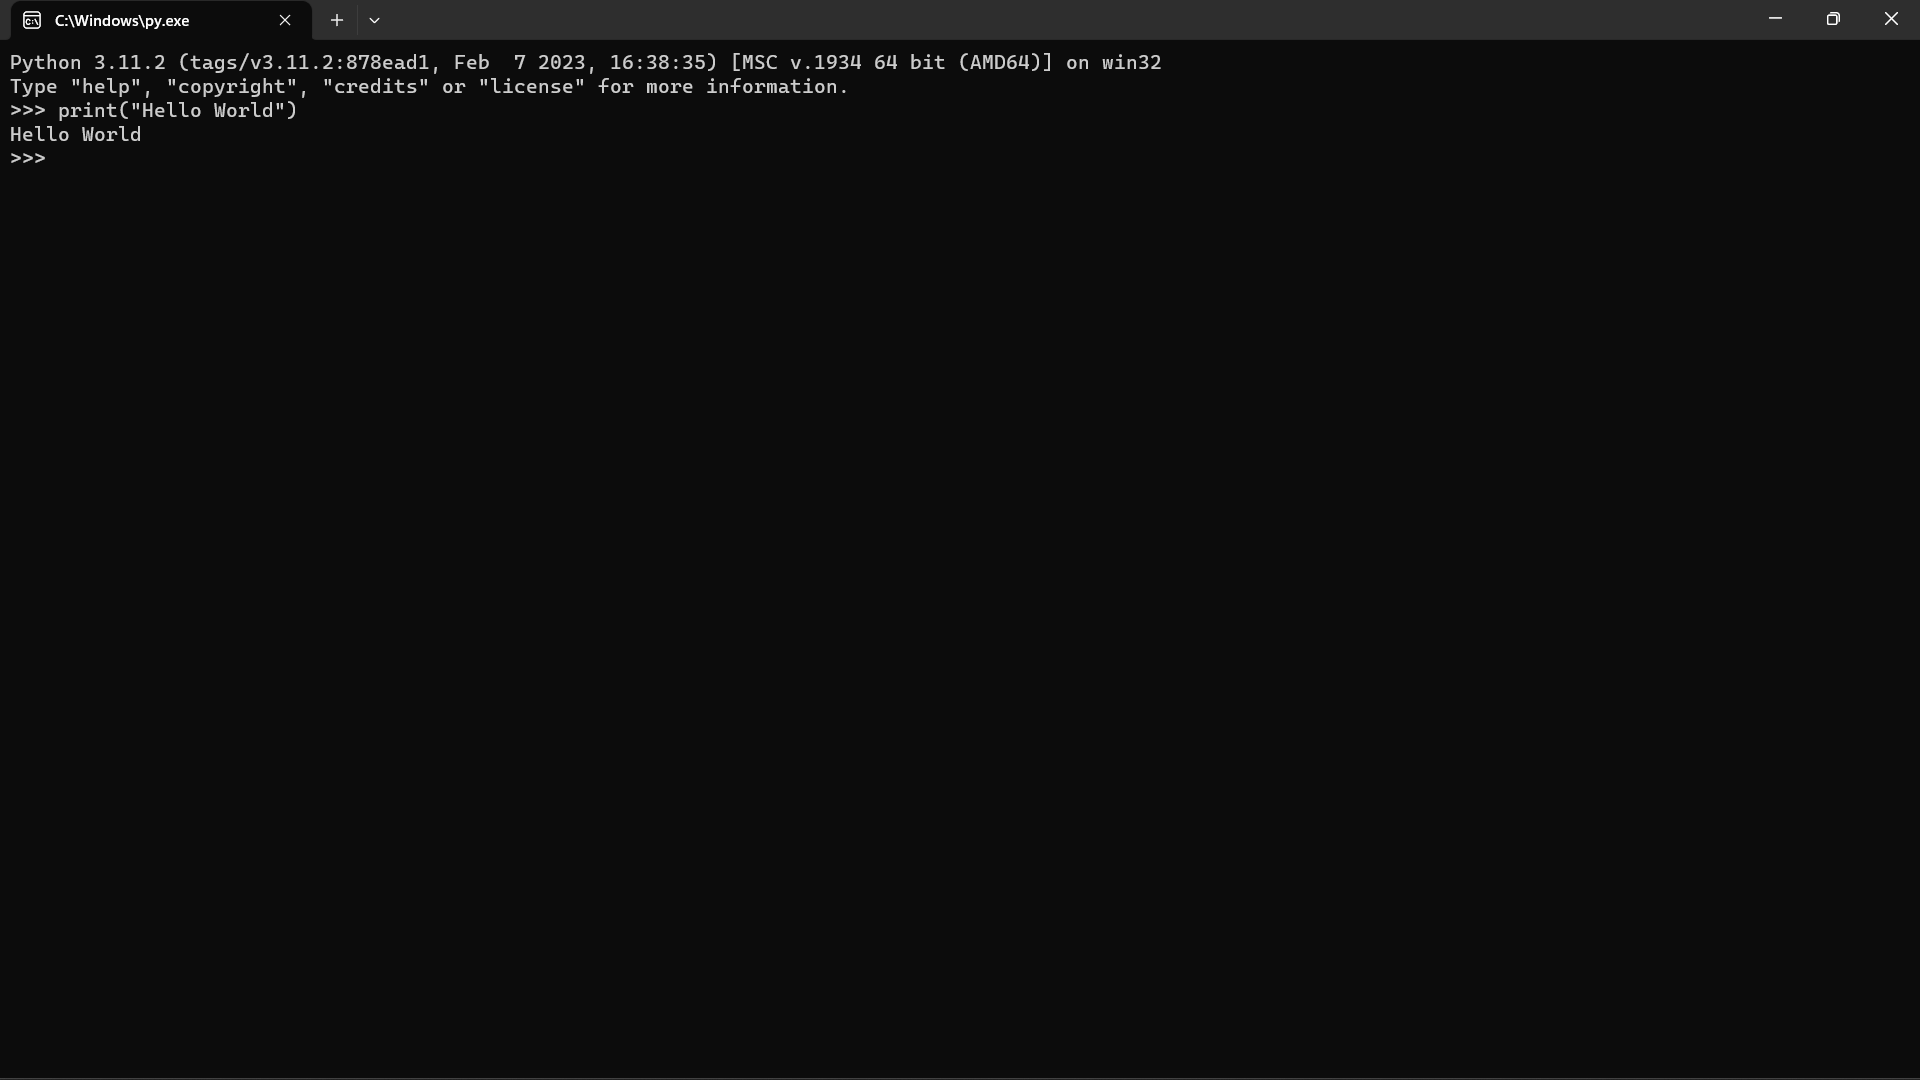 C:\Windows\py.exe
Python 3.11.2 (tags/v3.11.2:878ead1, Feb  7 2023, 16:38:35) [MSC v.1934 64 bit (AMD64)] on win32
Type "help", "copyright", "credits" or "license" for more information.
>>> print("Hello World")
Hello World
>>>